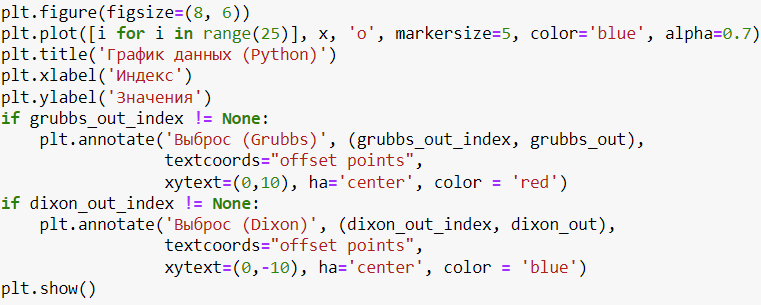 plt.figure(figsize=(8, 6))
plt.plot([i for i in range(25)], x, 'o', markersize=5, color='blue', alpha=0.7)
plt.title('График данных (Python)')
plt.xlabel('Индекс')
plt.ylabel('Значения')
if grubbs_out_index != None:
    plt.annotate('Выброс (Grubbs)', (grubbs_out_index, grubbs_out),
                 textcoords="offset points",
                 xytext=(0,10), ha='center', color = 'red')
if dixon_out_index != None:
    plt.annotate('Выброс (Dixon)', (dixon_out_index, dixon_out),
                 textcoords="offset points",
                 xytext=(0,-10), ha='center', color = 'blue')
plt.show()